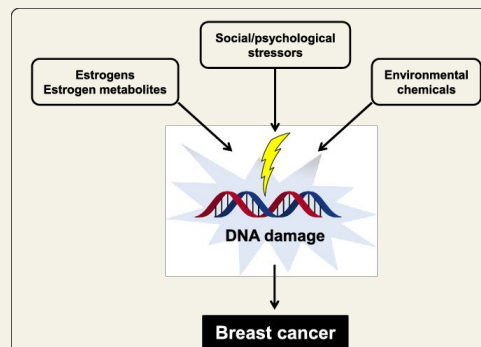 Social/psychological
stressors
Estrogens
Estrogen metabolites
Environmental
chemicals
DNA damage
Breast cancer